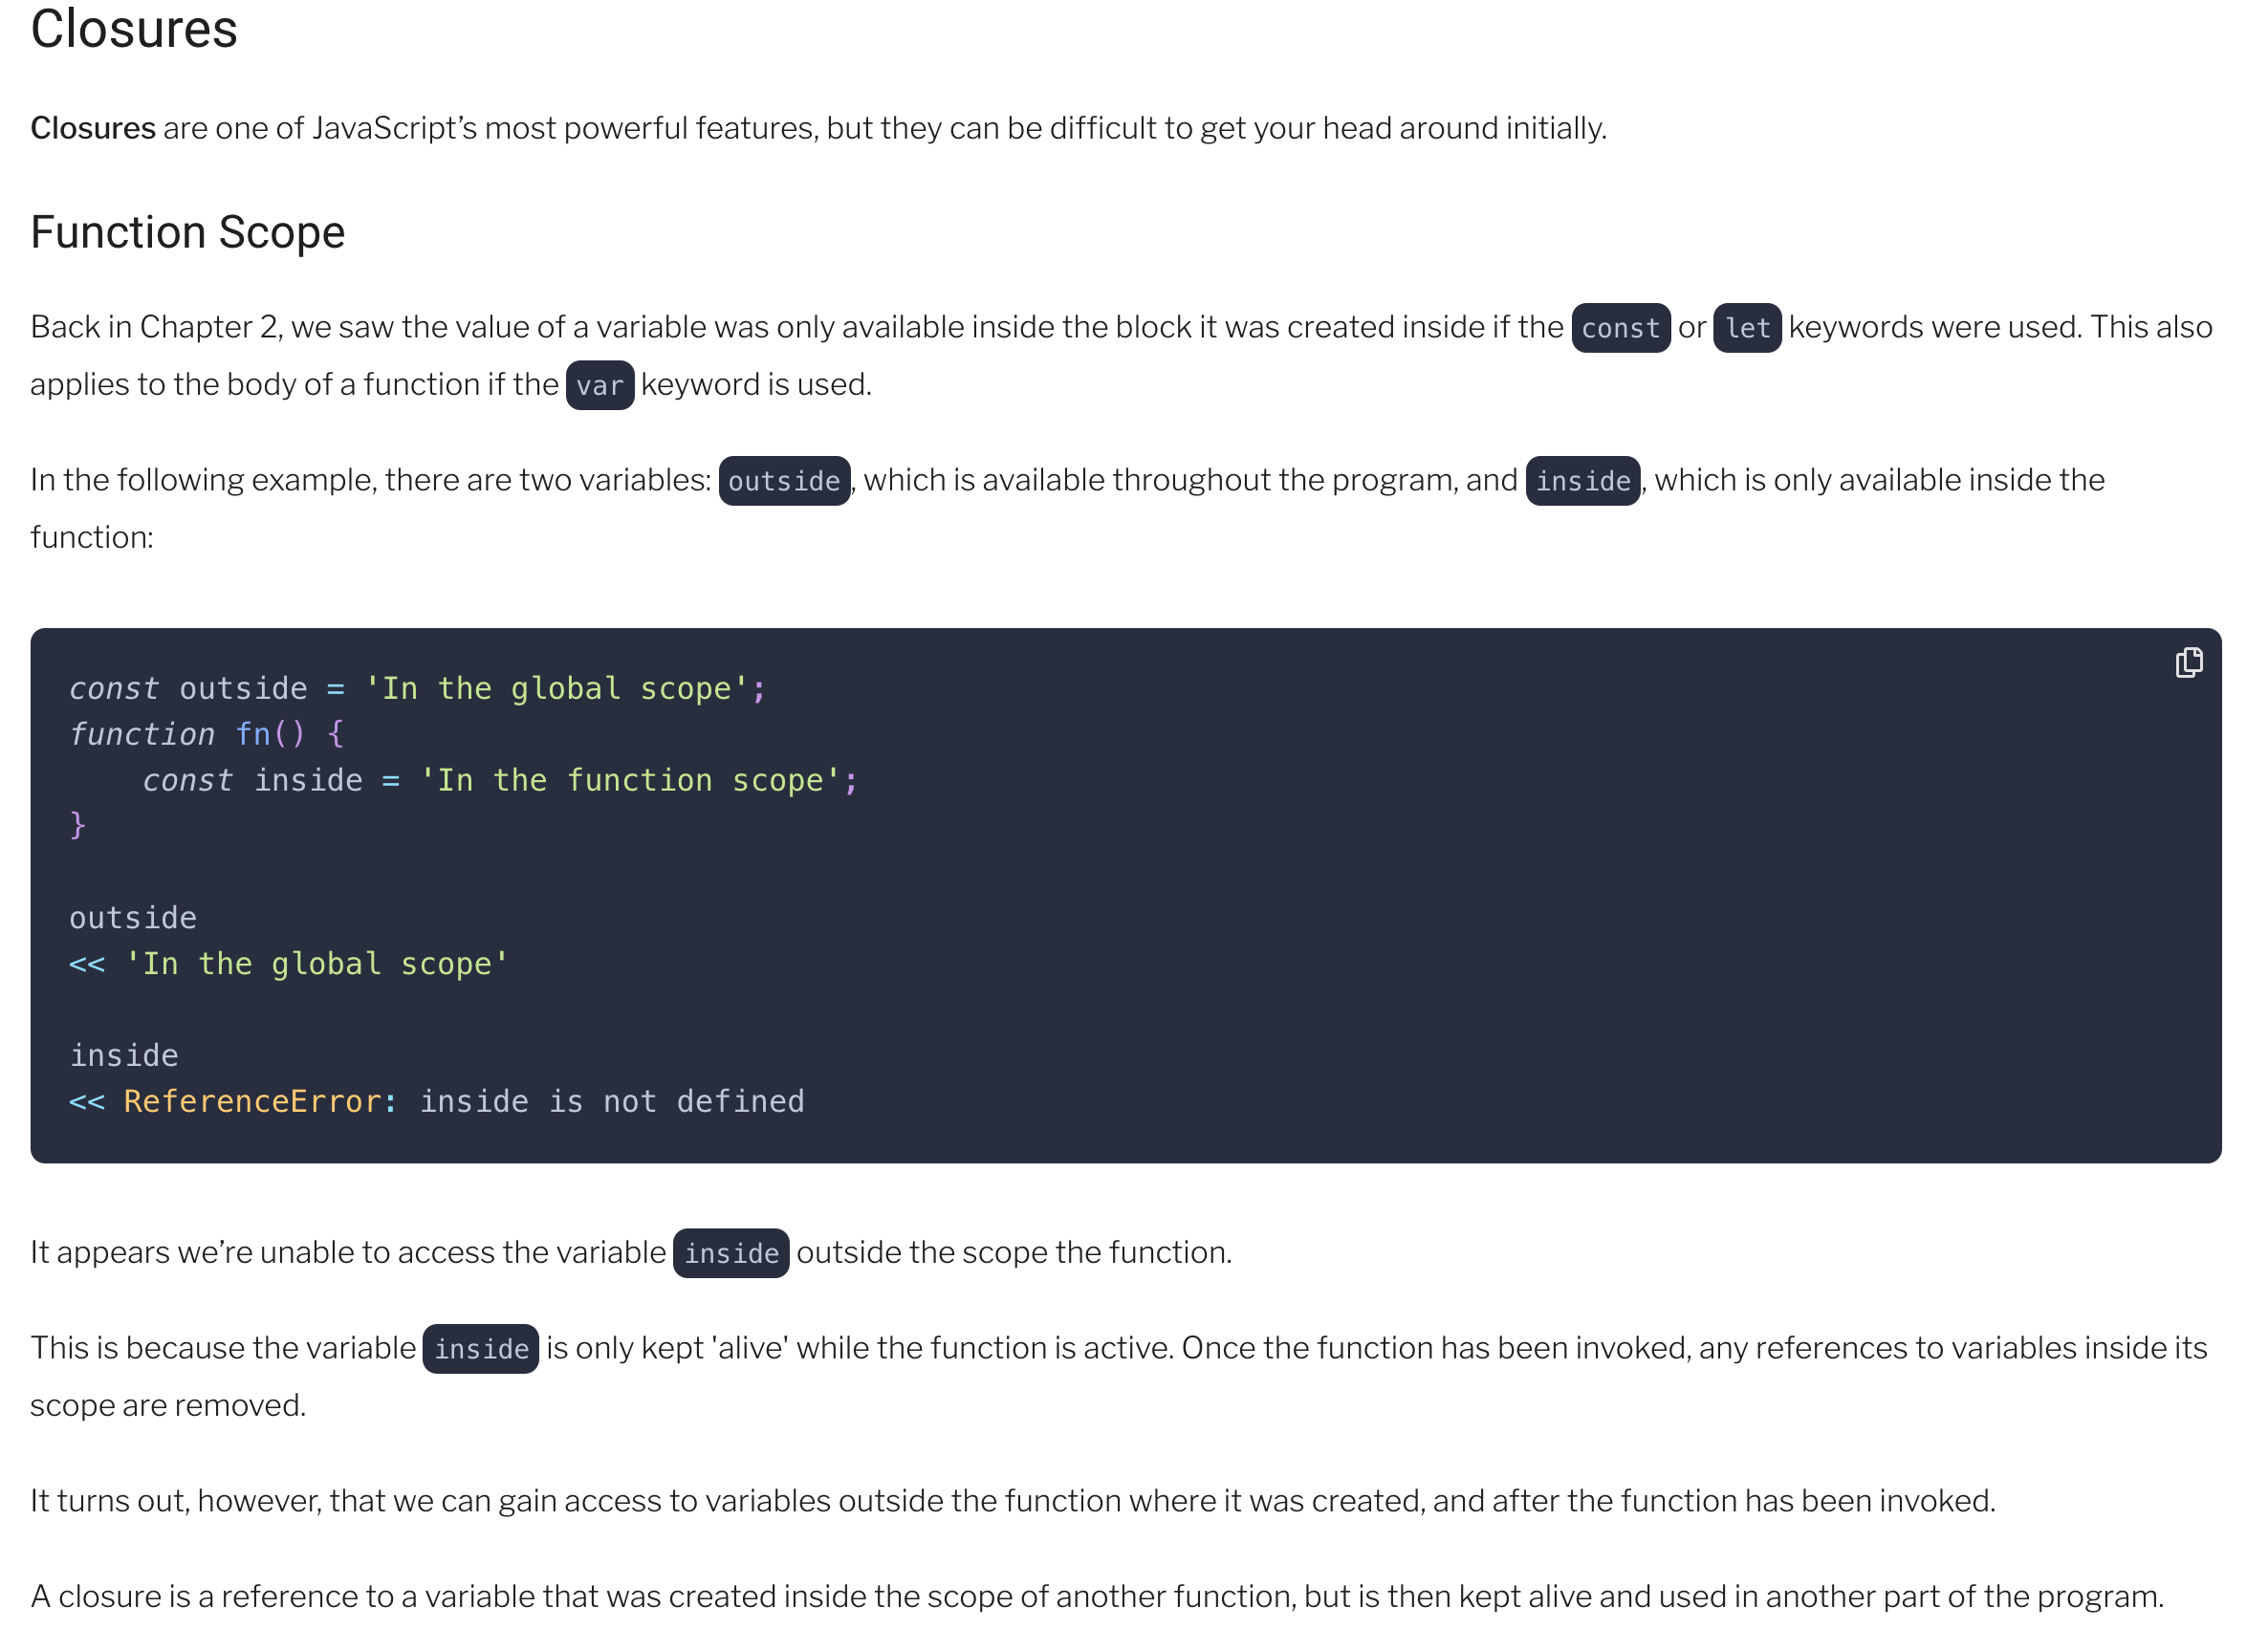 Closures
Closures are one of JavaScript’s most powerful features, but they can be difficult to get your head around initially.
Function Scope
Back in Chapter 2, we saw the value of a variable was only available inside the block it was created inside if the const or let keywords were used. This also
applies to the body of a function if the var keyword is used.
In the following example, there are two variables: outside, which is available throughout the program, and inside, which is only available inside the
function:
const outside = 'In the global scope';
function fn() {
    const inside = 'In the function scope';
}
outside
<< 'In the global scope'
inside
<< ReferenceError: inside is not defined
It appears we’re unable to access the variable inside outside the scope the function.
This is because the variable inside is only kept 'alive' while the function is active. Once the function has been invoked, any references to variables inside its
scope are removed.
It turns out, however, that we can gain access to variables outside the function where it was created, and after the function has been invoked.
A closure is a reference to a variable that was created inside the scope of another function, but is then kept alive and used in another part of the program.